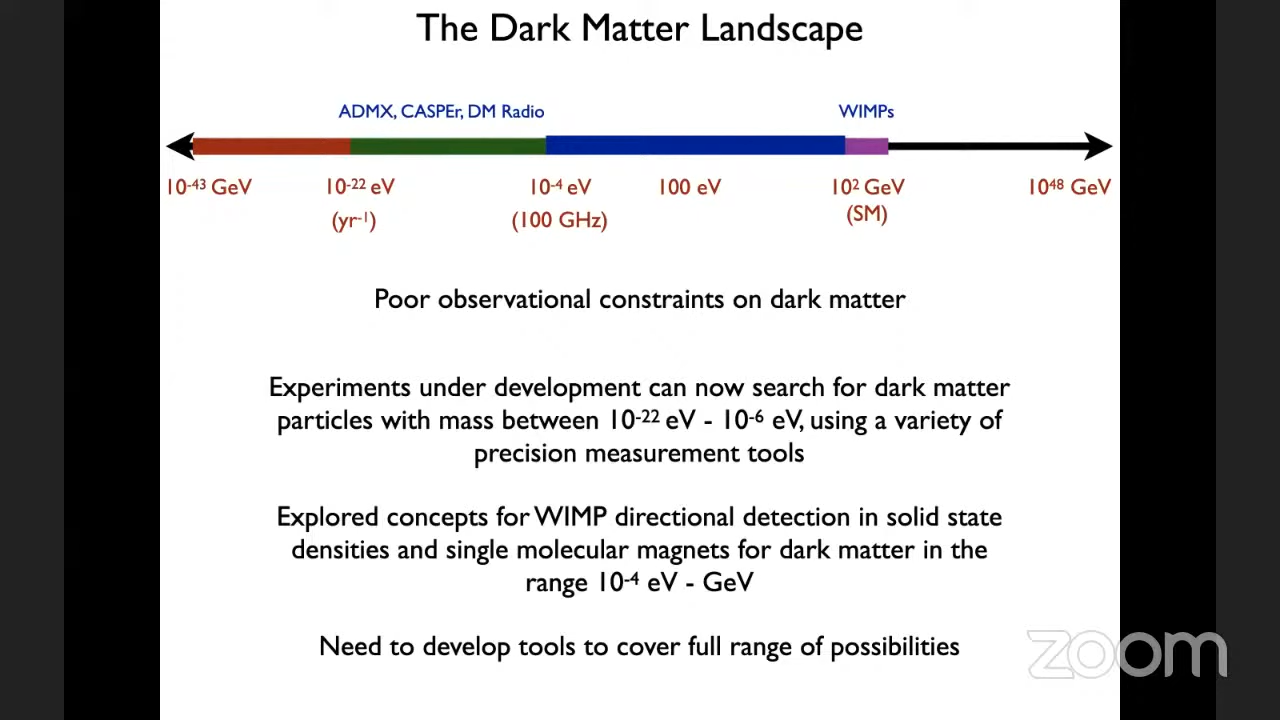 The Dark Matter Landscape
ADMX, CASPEr, DM Radio
WIMPs
10⁻⁴³ GeV
10⁻²² eV
10⁻⁴ eV
100 eV
10² GeV
10⁴⁸ GeV
(yr⁻¹)
(100 GHz)
(SM)
Poor observational constraints on dark matter
Experiments under development can now search for dark matter
particles with mass between 10⁻²² eV - 10⁻⁶ eV, using a variety of
precision measurement tools
Explored concepts for WIMP directional detection in solid state
densities and single molecular magnets for dark matter in the
range 10⁻⁴ eV - GeV
Need to develop tools to cover full range of possibilities
zoom